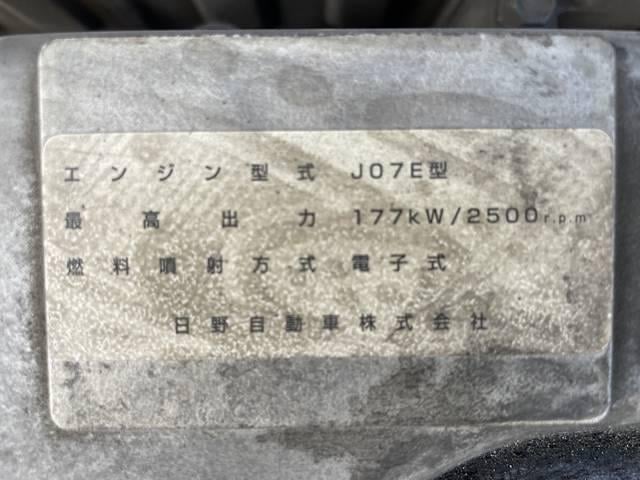 エンジン型式 J07E型
最高出力 177kW/2500r.p.m
燃料噴射方式 電子式
日野自動車株式会社